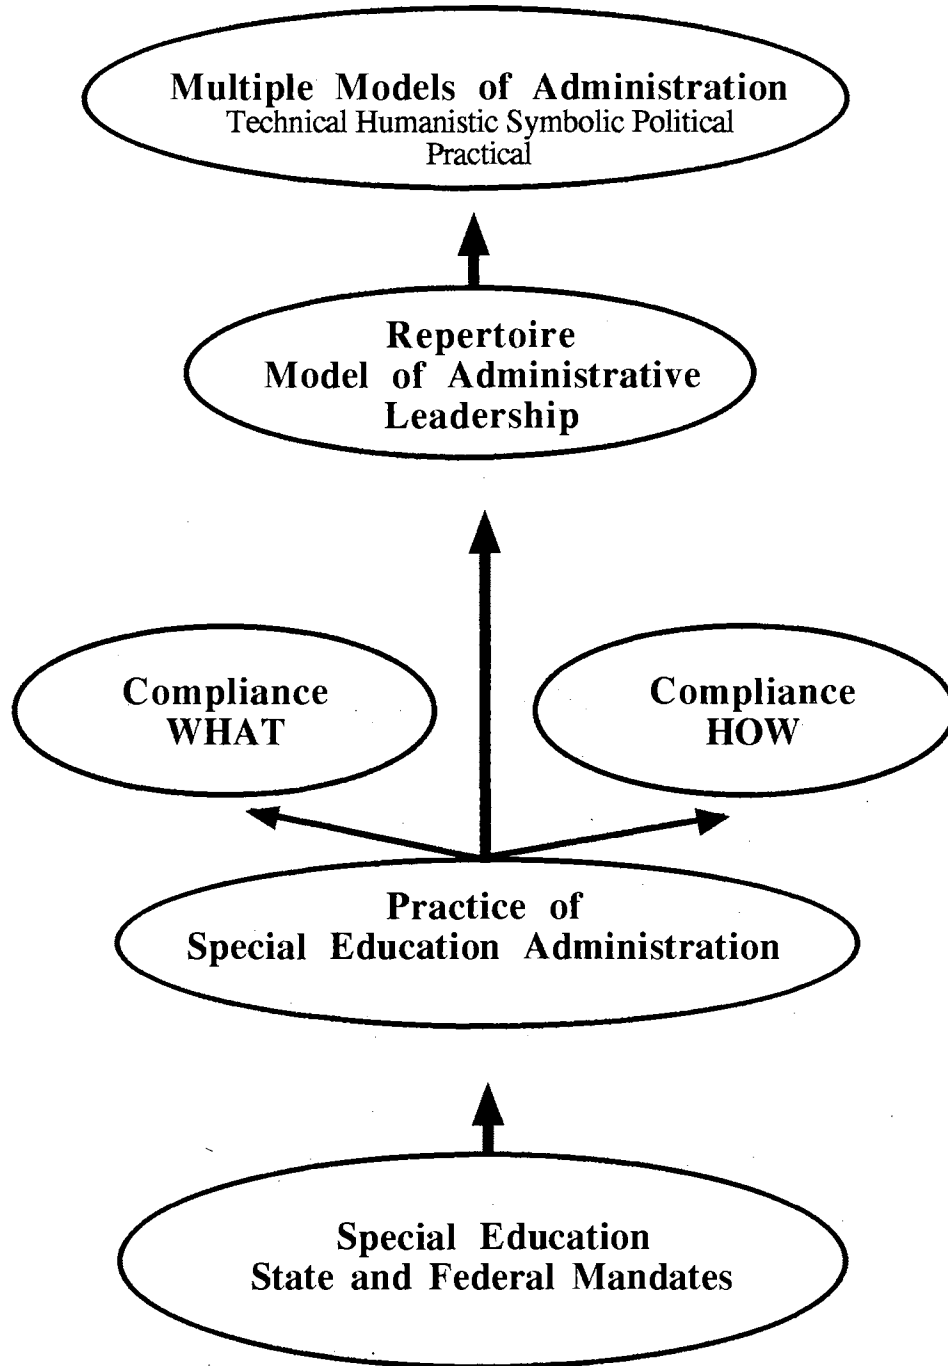 Multiple Models of Administration
Technical Humanistic Symbolic Political
Practical
Repertoire
Model of Administrative
Leadership
Compliance
WHAT
Compliance
HOW
Practice of
Special Education Administration
Special Education
State and Federal Mandates